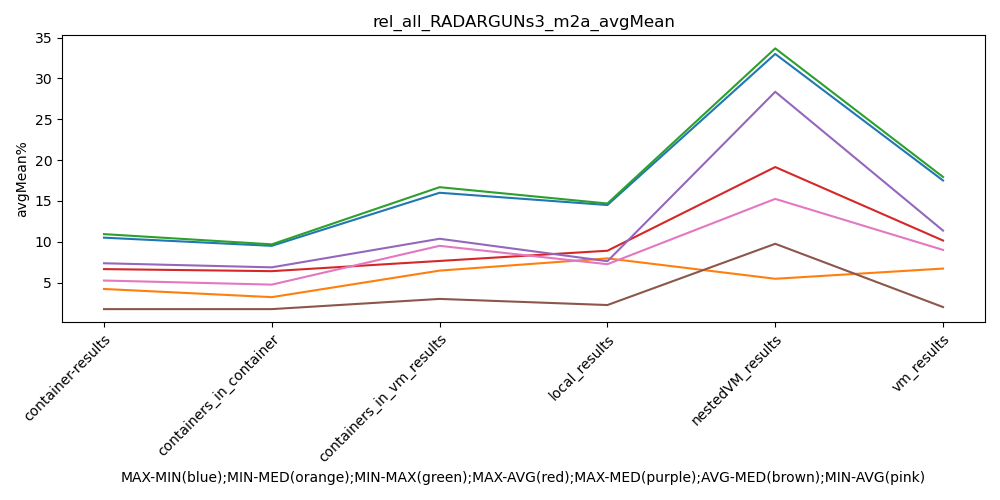 rel_all_RADARGUNs3_m2a_avgMean
avgMean%
35
30
25
20
15
10
5
container-results
containers_in_container
containers_in_vm_results
local_results
nestedVM_results
vm_results
MAX-MIN(blue);MIN-MED(orange);MIN-MAX(green);MAX-AVG(red);MAX-MED(purple);AVG-MED(brown);MIN-AVG(pink)